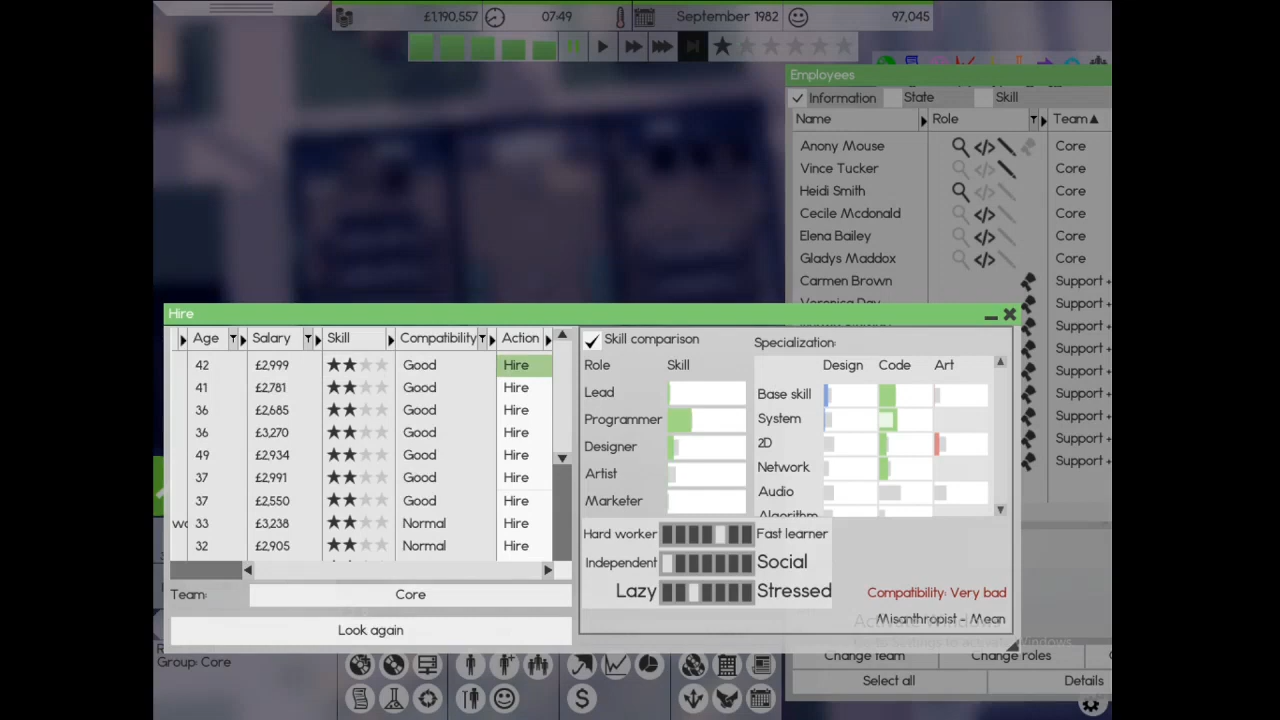 £1,190,557 07:49 September 1982 97,045
Employees
Information State Skill
Name Role Team
Anony Mouse Core
Vince Tucker Core
Heidi Smith Core
Cecile Mcdonald Core
Elena Bailey Core
Gladys Maddox Core
Carmen Brown Support +
Veronica Day Support +
Hire
Support +
Support +
Support +
Support +
Support +
Support +
Age Salary Skill Compatibility Action
42 £2,999 Good Hire
41 £2,781 Good Hire
36 £2,685 Good Hire
36 £3,270 Good Hire
49 £2,934 Good Hire
37 £2,991 Good Hire
37 £2,550 Good Hire
33 £3,238 Normal Hire
32 £2,905 Normal Hire
Team: Core
Look again
Skill comparison
Role Skill
Lead
Programmer
Designer
Artist
Marketer
Specialization:
Design Code Art
Base skill
System
2D
Network
Audio
Algorithm
Hard worker Fast learner
Independent Social
Lazy Stressed
Compatibility: Very bad
Misanthropist - Mean
Activate Windows
Group: Core
Change team Change roles
Select all Details